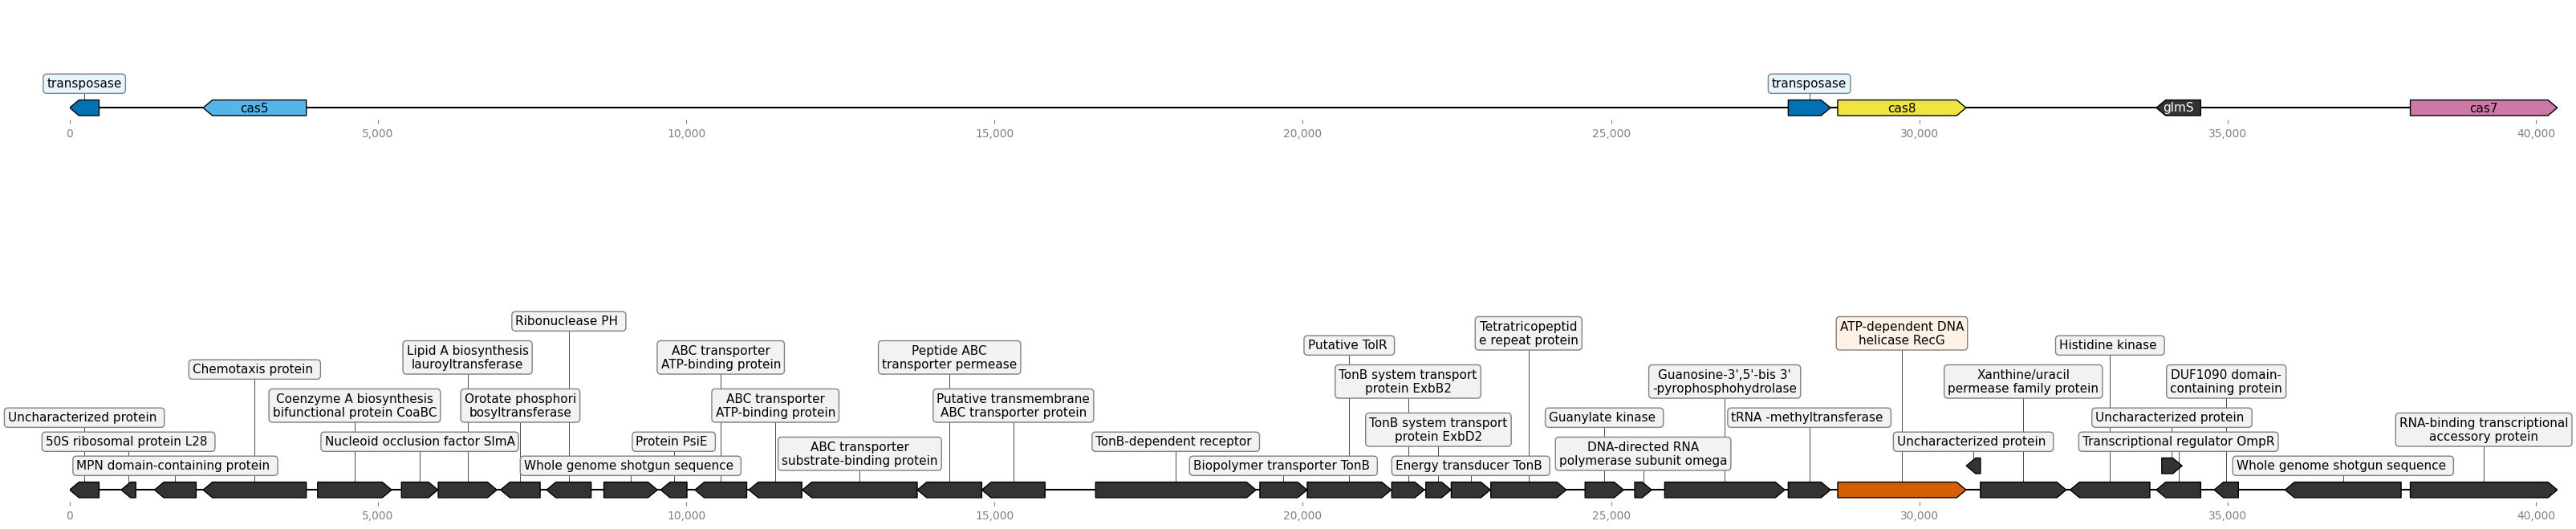 transposase
transposase
cas5
cas8
glmS
cas7
0
5,000
10,000
15,000
20,000
25,000
30,000
35,000
40,000
Ribonuclease PH
ATP-dependent DNA
helicase RecG
Tetratricopeptid
e repeat protein
Putative TolR
Histidine kinase
Lipid A biosynthesis
lauroyltransferase
ABC transporter
ATP-binding protein
Peptide ABC
transporter permease
Chemotaxis protein
TonB system transport
protein ExbB2
Guanosine-3',5'-bis 3'
-pyrophosphohydrolase
Xanthine/uracil
permease family protein
DUF1090 domain-
containing protein
Coenzyme A biosynthesis
bifunctional protein CoaBC
Orotate phosphori
bosyltransferase
ABC transporter
ATP-binding protein
Putative transmembrane
ABC transporter protein
Uncharacterized protein
Guanylate kinase
tRNA -methyltransferase
Uncharacterized protein
TonB system transport
protein ExbD2
RNA-binding transcriptional
accessory protein
50S ribosomal protein L28
Nucleoid occlusion factor SlmA
Protein PsiE
ABC transporter
substrate-binding protein
TonB-dependent receptor
DNA-directed RNA
polymerase subunit omega
Uncharacterized protein
Transcriptional regulator OmpR
MPN domain-containing protein
Whole genome shotgun sequence
Biopolymer transporter TonB
Energy transducer TonB
Whole genome shotgun sequence
0
5,000
10,000
15,000
20,000
25,000
30,000
35,000
40,000